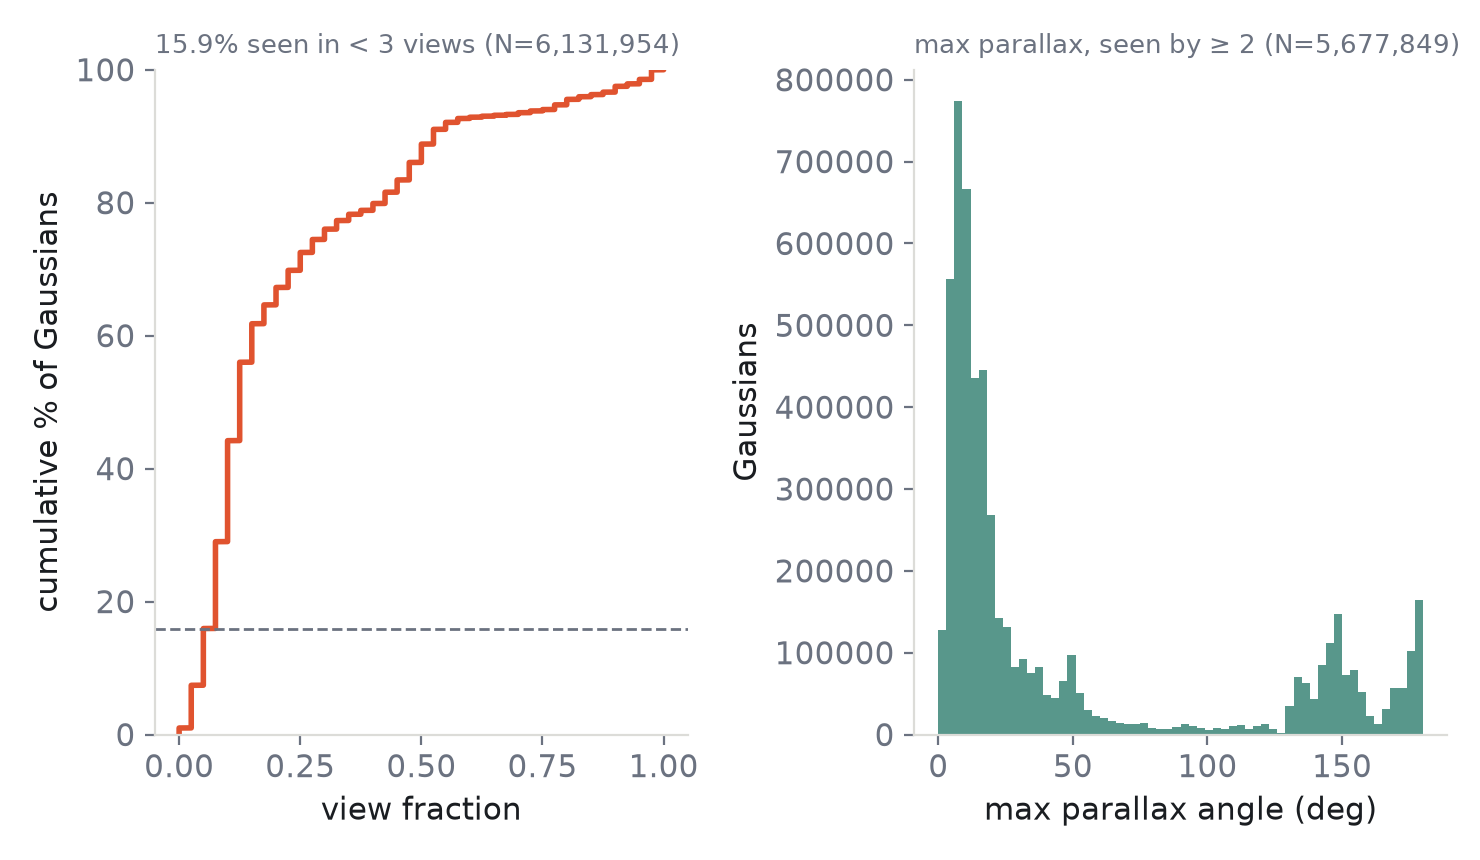 15.9% seen in < 3 views (N=6,131,954)
100
80
60
40
20
0
cumulative % of Gaussians
0.00 0.25 0.50 0.75 1.00
view fraction
max parallax, seen by ≥ 2 (N=5,677,849)
800000
700000
600000
500000
400000
300000
200000
100000
0
Gaussians
0 50 100 150
max parallax angle (deg)